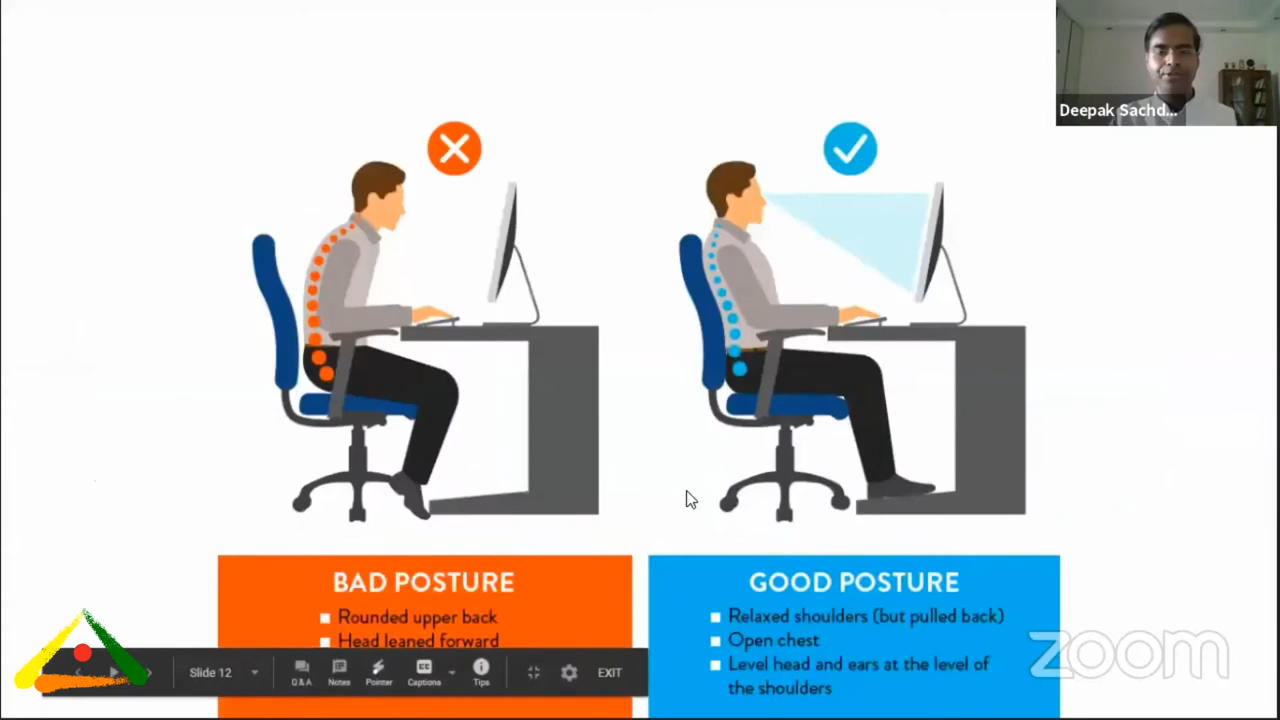 Deepak Sachd...
BAD POSTURE
Rounded upper back
Head leaned forward
GOOD POSTURE
Relaxed shoulders (but pulled back)
Open chest
Level head and ears at the level of
the shoulders
Slide 12
Q & A
Notes
Pointer
CC
Captions
Tips
EXIT
zoom